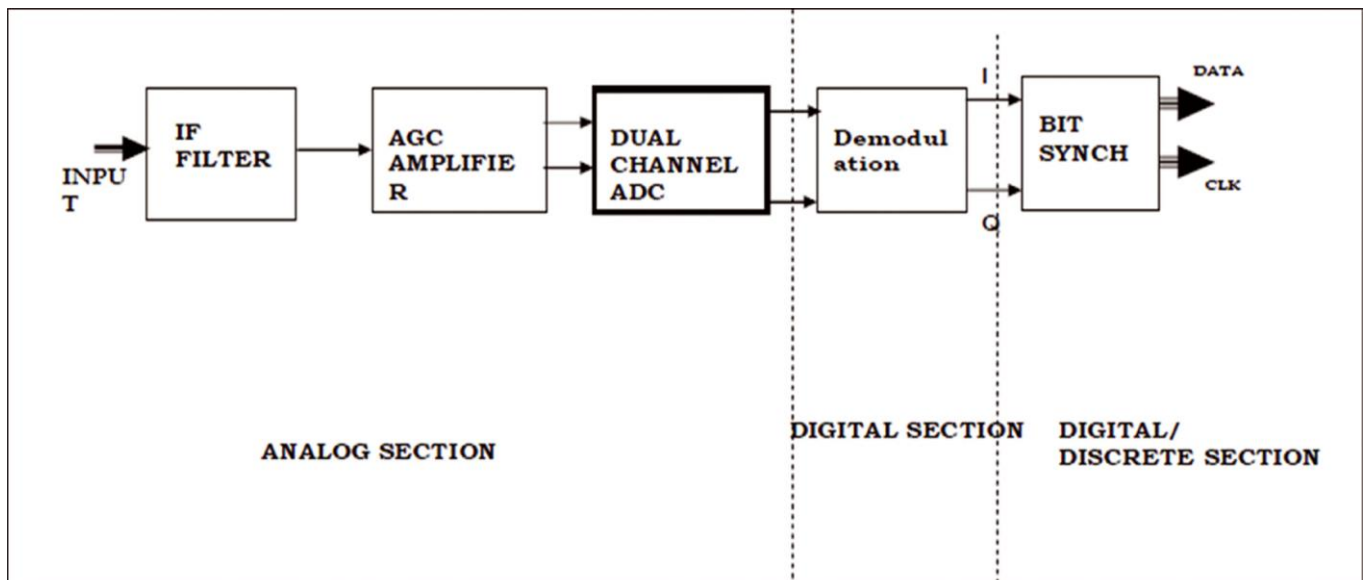 INPU
T
IF
FILTER
AGC
AMPLIFIE
R
DUAL
CHANNEL
ADC
Demodul
ation
I
Q
BIT
SYNCH
DATA
CLK
ANALOG SECTION
DIGITAL SECTION
DIGITAL/
DISCRETE SECTION